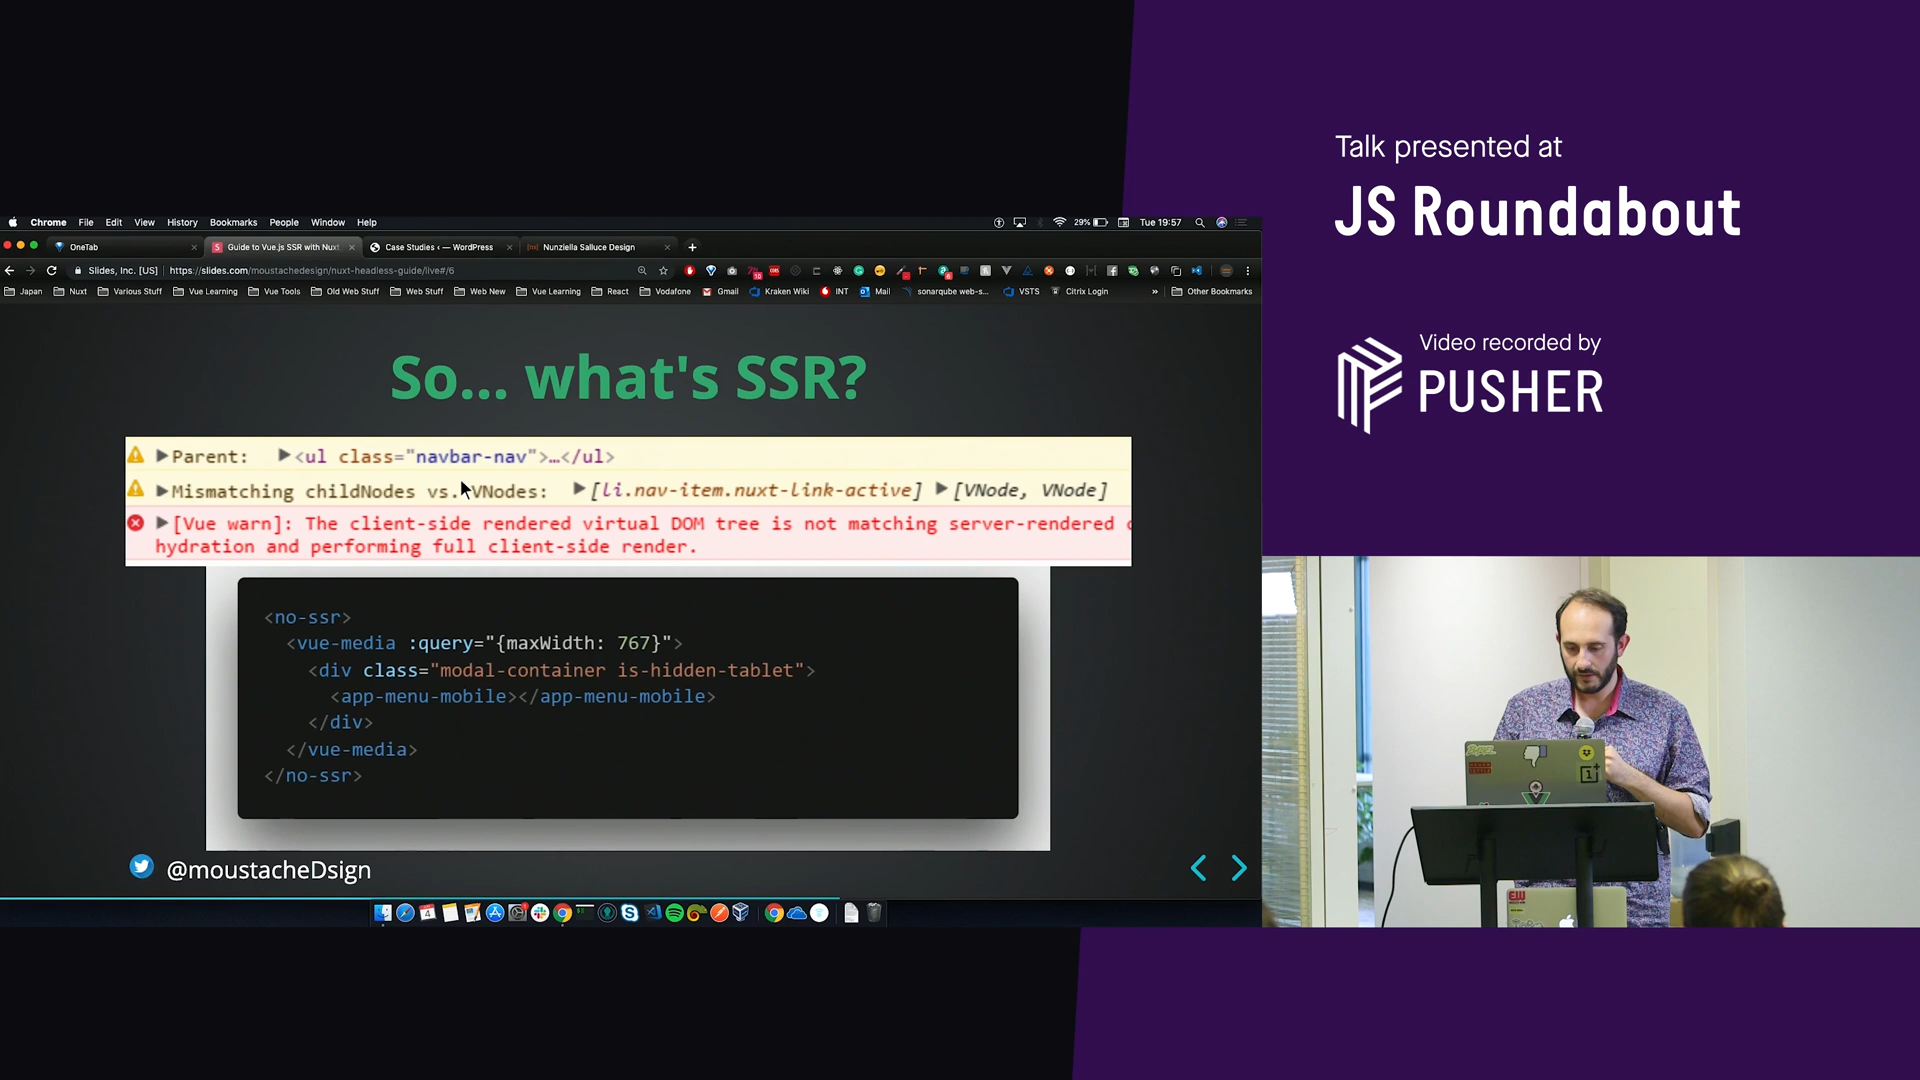 Talk presented at
JS Roundabout
Video recorded by
PUSHER
Chrome File Edit View History Bookmarks People Window Help
29% Tue 19:57
OneTab
Guide to Vue.js SSR with Nuxt
Case Studies ‹ — WordPress
Nunziella Salluce Design
Slides, Inc. [US] https://slides.com/moustachedesign/nuxt-headless-guide/live#/6
Japan Nuxt Various Stuff Vue Learning Vue Tools Old Web Stuff Web Stuff Web New Vue Learning React Vodafone Gmail Kraken Wiki INT Mail sonarqube web-s... VSTS Citrix Login » Other Bookmarks
So... what's SSR?
Parent: <ul class="navbar-nav">…</ul>
Mismatching childNodes vs. VNodes: [li.nav-item.nuxt-link-active] [VNode, VNode]
[Vue warn]: The client-side rendered virtual DOM tree is not matching server-rendered
hydration and performing full client-side render.
<no-ssr>
<vue-media :query="{maxWidth: 767}">
<div class="modal-container is-hidden-tablet">
<app-menu-mobile></app-menu-mobile>
</div>
</vue-media>
</no-ssr>
@moustacheDsign